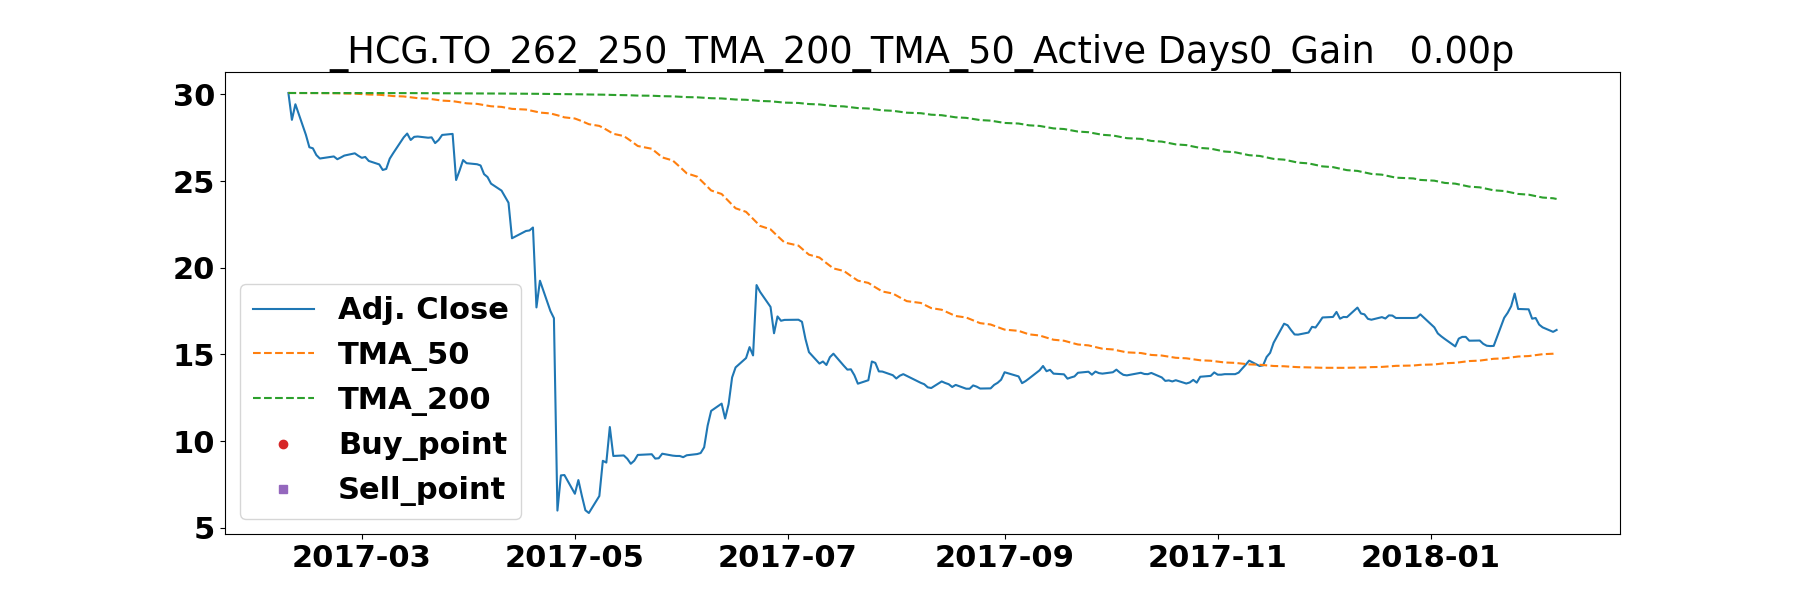 _HCG.TO_262_250_TMA_200_TMA_50_Active Days0_Gain   0.00p
30
25
20
15
10
5
Adj. Close
TMA_50
TMA_200
Buy_point
Sell_point
2017-03 2017-05 2017-07 2017-09 2017-11 2018-01